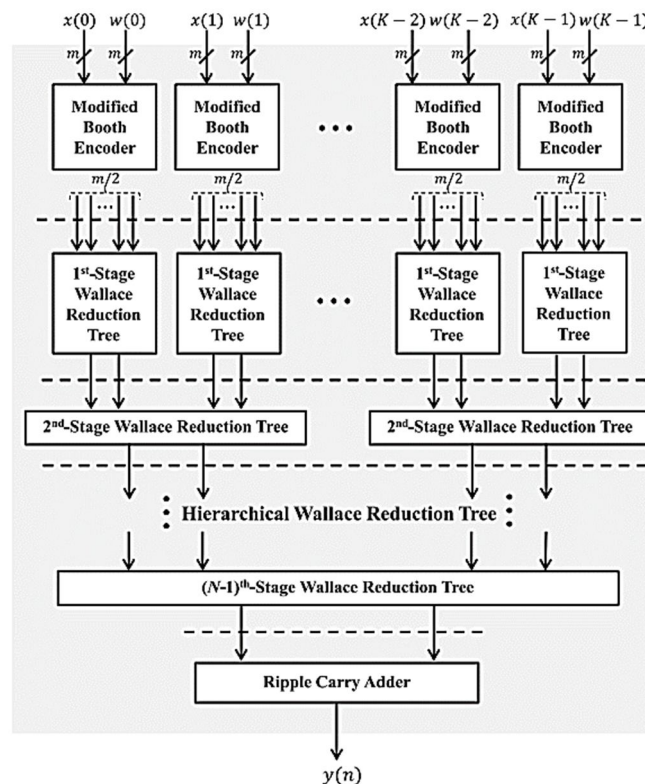 x(0) w(0) x(1) w(1) x(K−2) w(K−2) x(K−1) w(K−1)
m m m m m m m m
Modified Booth Encoder
Modified Booth Encoder
• • •
Modified Booth Encoder
Modified Booth Encoder
m/2 m/2 m/2 m/2
... ... ... ...
1st-Stage Wallace Reduction Tree
1st-Stage Wallace Reduction Tree
• • •
1st-Stage Wallace Reduction Tree
1st-Stage Wallace Reduction Tree
2nd-Stage Wallace Reduction Tree
2nd-Stage Wallace Reduction Tree
Hierarchical Wallace Reduction Tree
(N-1)th-Stage Wallace Reduction Tree
Ripple Carry Adder
y(n)